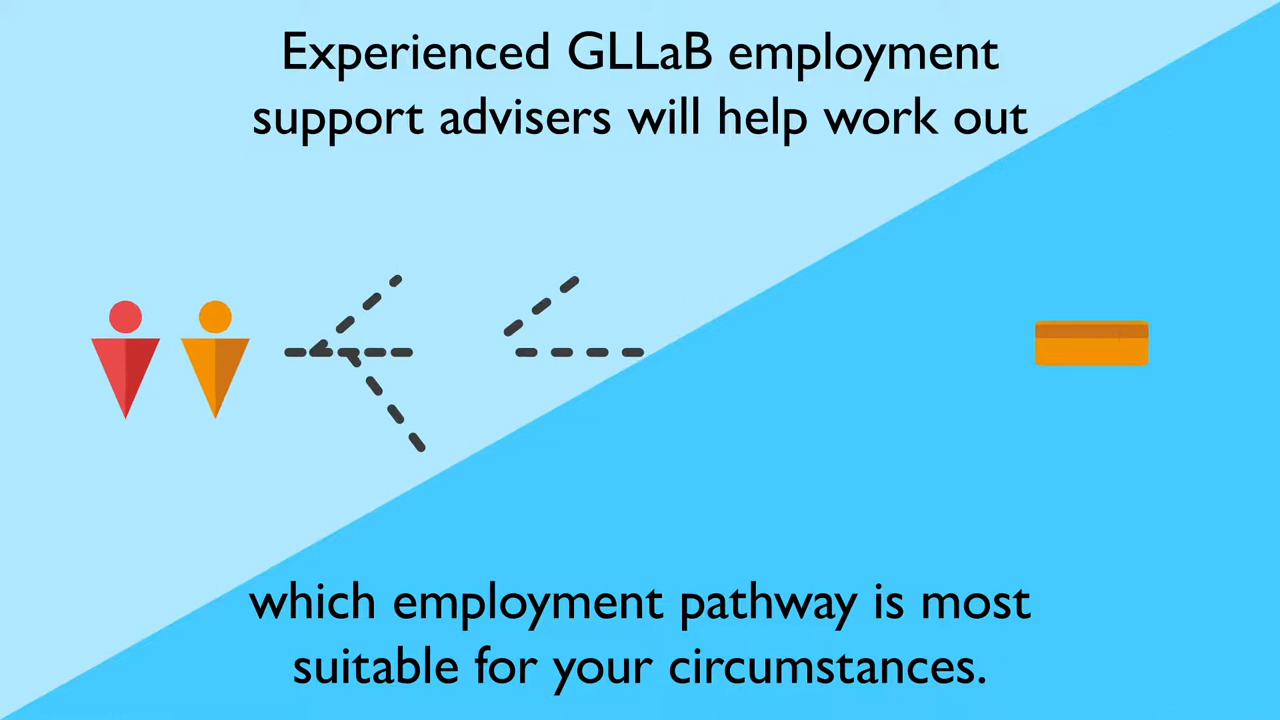 Experienced GLLaB employment
support advisers will help work out
which employment pathway is most
suitable for your circumstances.